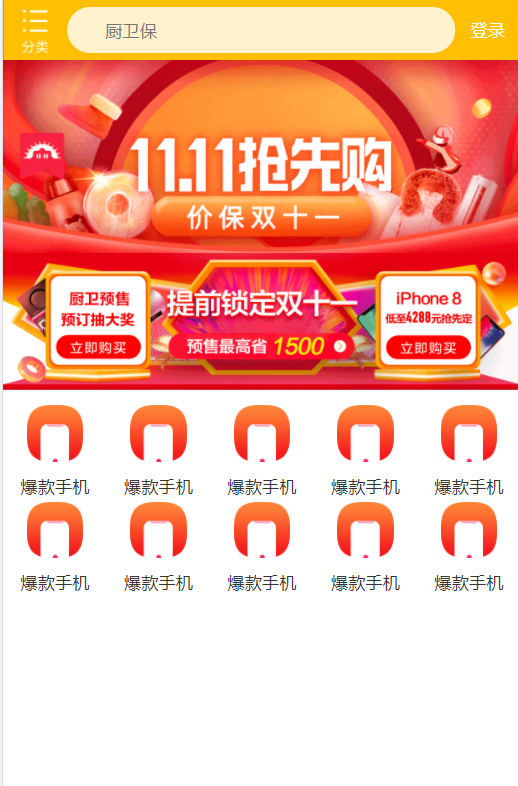 分类
厨卫保
登录
11.11抢先购
价保双十一
厨卫预售
预订抽大奖
立即购买
提前锁定双十一
预售最高省 1500
iPhone 8
低至4288元抢先定
立即购买
爆款手机 爆款手机 爆款手机 爆款手机 爆款手机
爆款手机 爆款手机 爆款手机 爆款手机 爆款手机